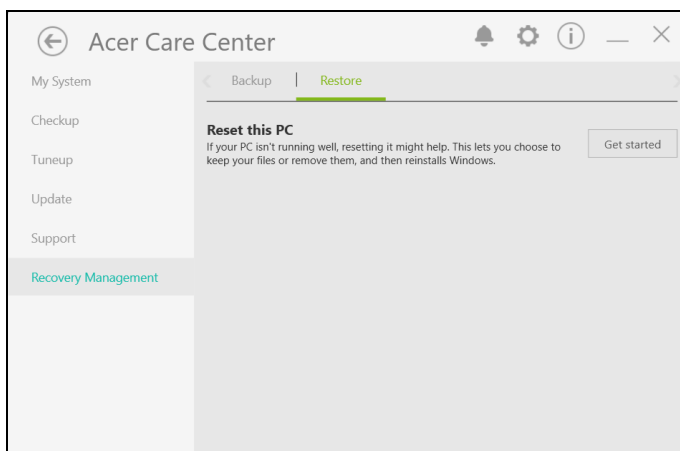 Acer Care Center
My System
Checkup
Tuneup
Update
Support
Recovery Management
Backup
Restore
Reset this PC
If your PC isn't running well, resetting it might help. This lets you choose to
keep your files or remove them, and then reinstalls Windows.
Get started